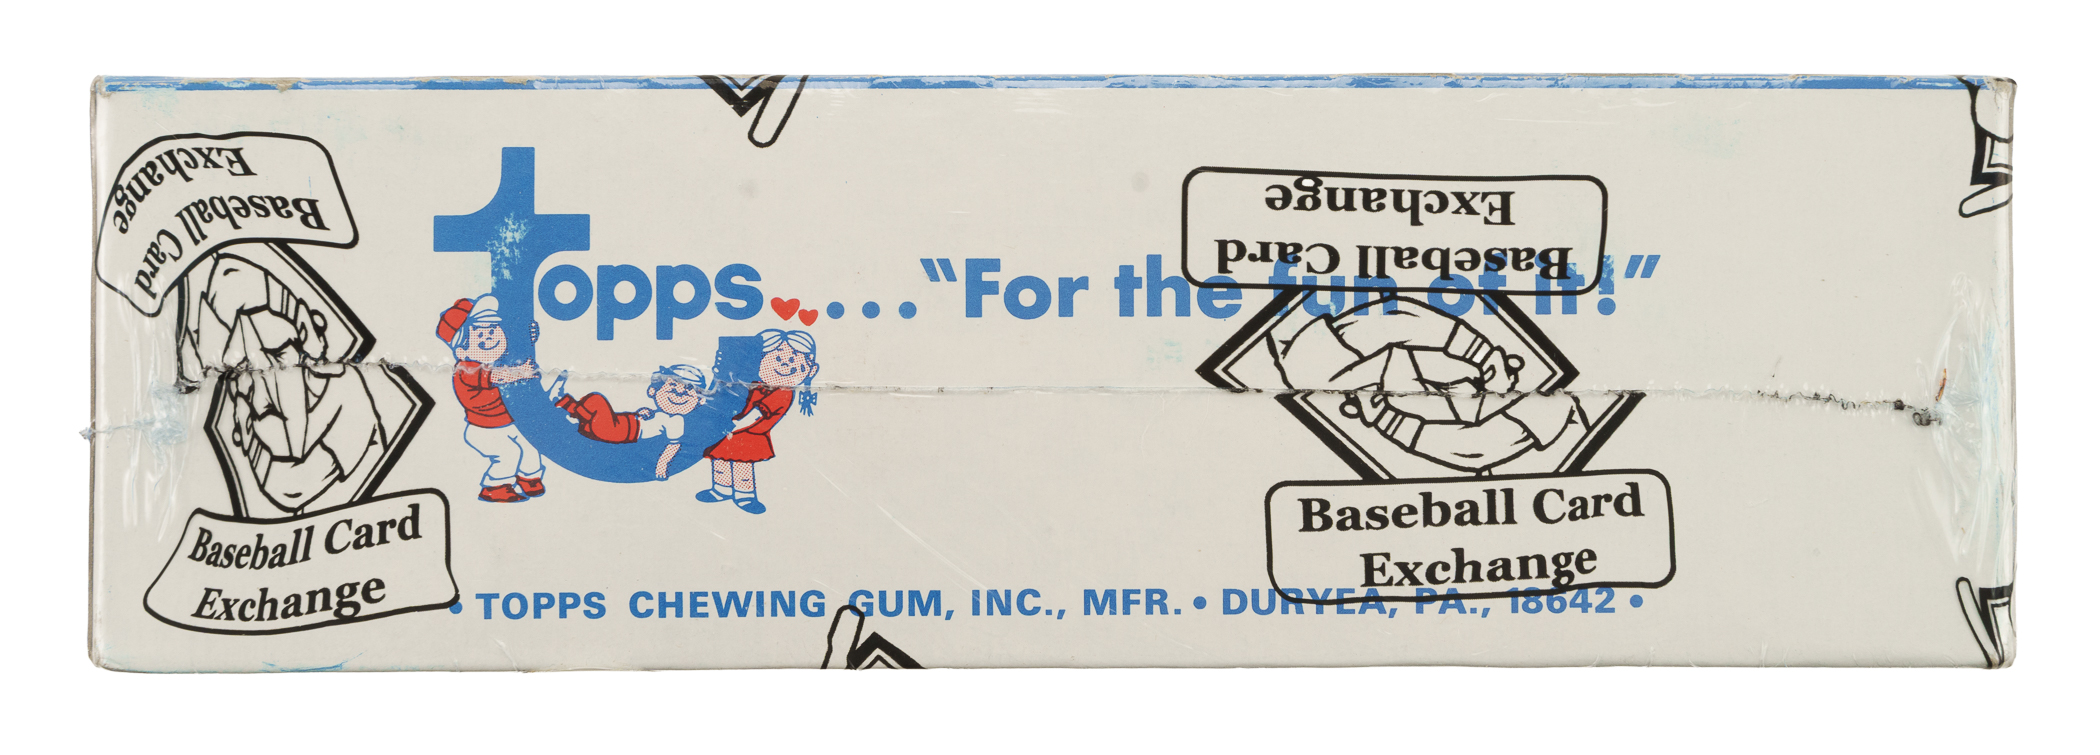 Baseball Card
Exchange
topps..... “For the fun of it!”
Baseball Card
Exchange
Baseball Card
Exchange
Baseball Card
Exchange
• TOPPS CHEWING GUM, INC., MFR. • DURYEA, PA., 18642 •